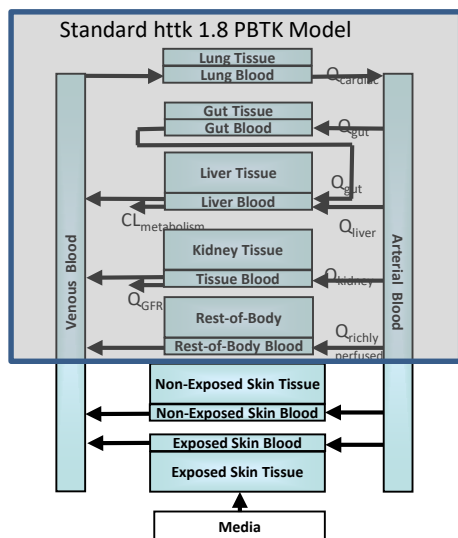 Standard httk 1.8 PBTK Model
Lung Tissue
Lung Blood
Qcardiac
Gut Tissue
Gut Blood
Qgut
Liver Tissue
Qgut
Liver Blood
CLmetabolism
Qliver
Kidney Tissue
Tissue Blood
Qkidney
QGFR
Rest-of-Body
Qrichly
Rest-of-Body Blood
perfused
Venous Blood
Arterial Blood
Non-Exposed Skin Tissue
Non-Exposed Skin Blood
Exposed Skin Blood
Exposed Skin Tissue
Media